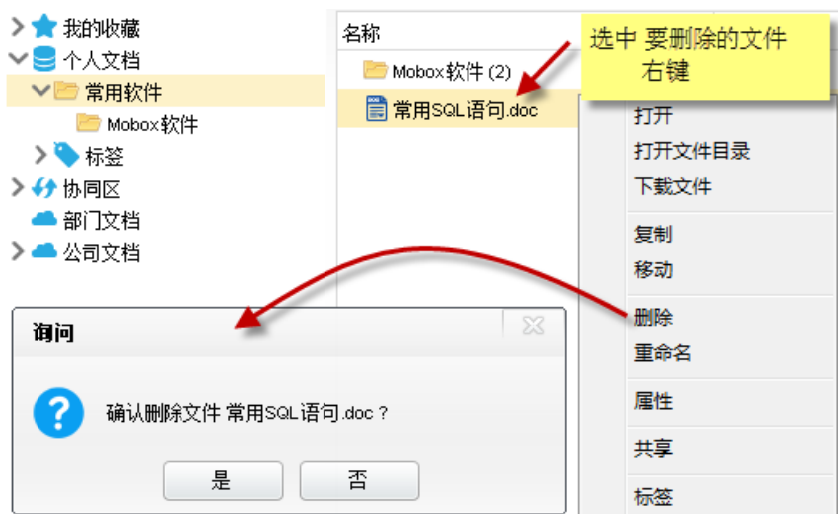 我的收藏
个人文档
常用软件
Mobox软件
标签
协同区
部门文档
公司文档
名称
Mobox软件 (2)
常用SQL语句.doc
选中 要删除的文件
右键
打开
打开文件目录
下载文件
复制
移动
删除
重命名
属性
共享
标签
询问
确认删除文件 常用SQL语句.doc ?
是
否